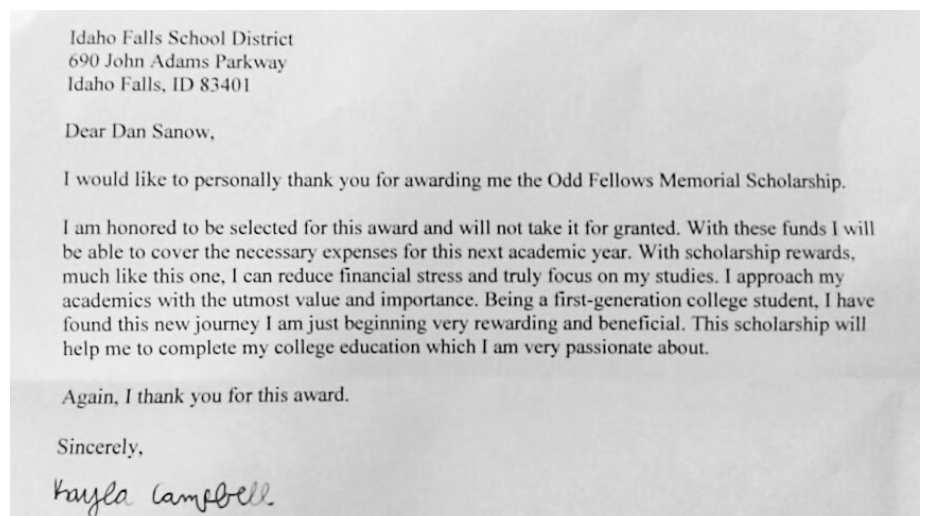 Idaho Falls School District
690 John Adams Parkway
Idaho Falls, ID 83401
Dear Dan Sanow,
I would like to personally thank you for awarding me the Odd Fellows Memorial Scholarship.
I am honored to be selected for this award and will not take it for granted. With these funds I will
be able to cover the necessary expenses for this next academic year. With scholarship rewards,
much like this one, I can reduce financial stress and truly focus on my studies. I approach my
academics with the utmost value and importance. Being a first-generation college student, I have
found this new journey I am just beginning very rewarding and beneficial. This scholarship will
help me to complete my college education which I am very passionate about.
Again, I thank you for this award.
Sincerely,
Kayla Campbell